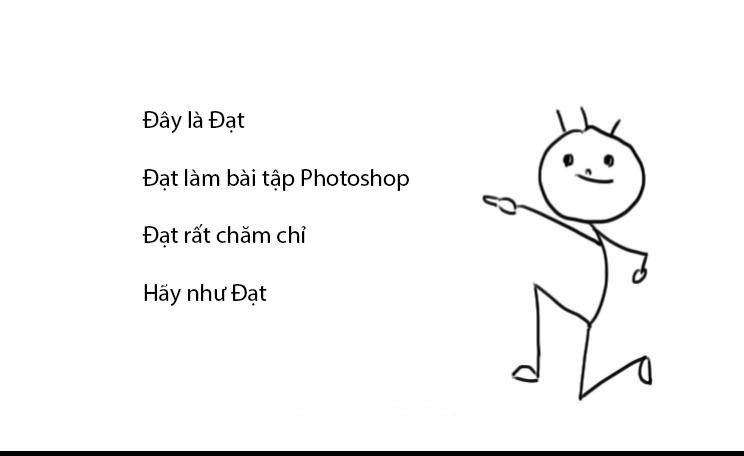 Đây là Đạt
Đạt làm bài tập Photoshop
Đạt rất chăm chỉ
Hãy như Đạt